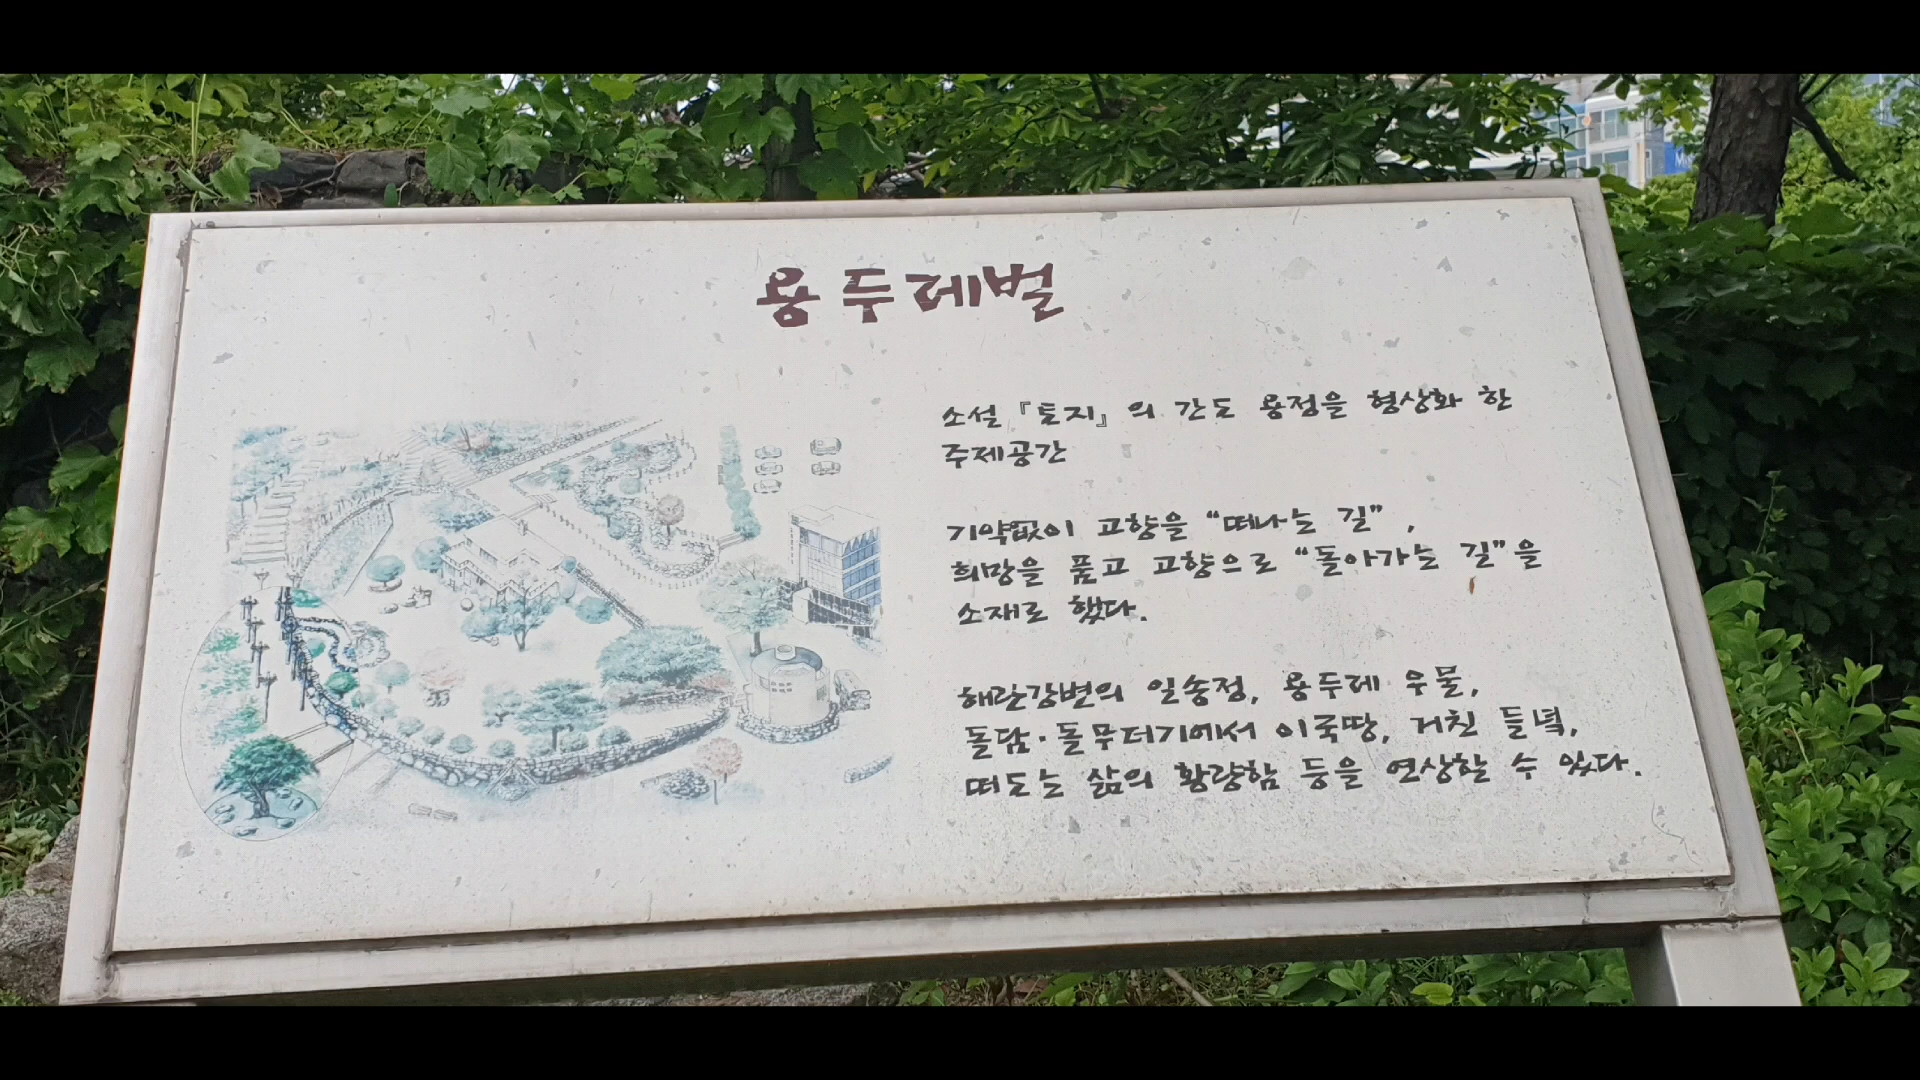 용두레벌
소설 『토지』의 간도 용정을 형상화 한
주제공간
기약없이 고향을 “떠나는 길” ,
희망을 품고 고향으로 “돌아가는 길”을
소재로 했다.
해란강변의 일송정, 용두레 우물,
돌담·돌무더기에서 이국땅, 거친 들녘,
떠도는 삶의 황량함 등을 연상할 수 있다.